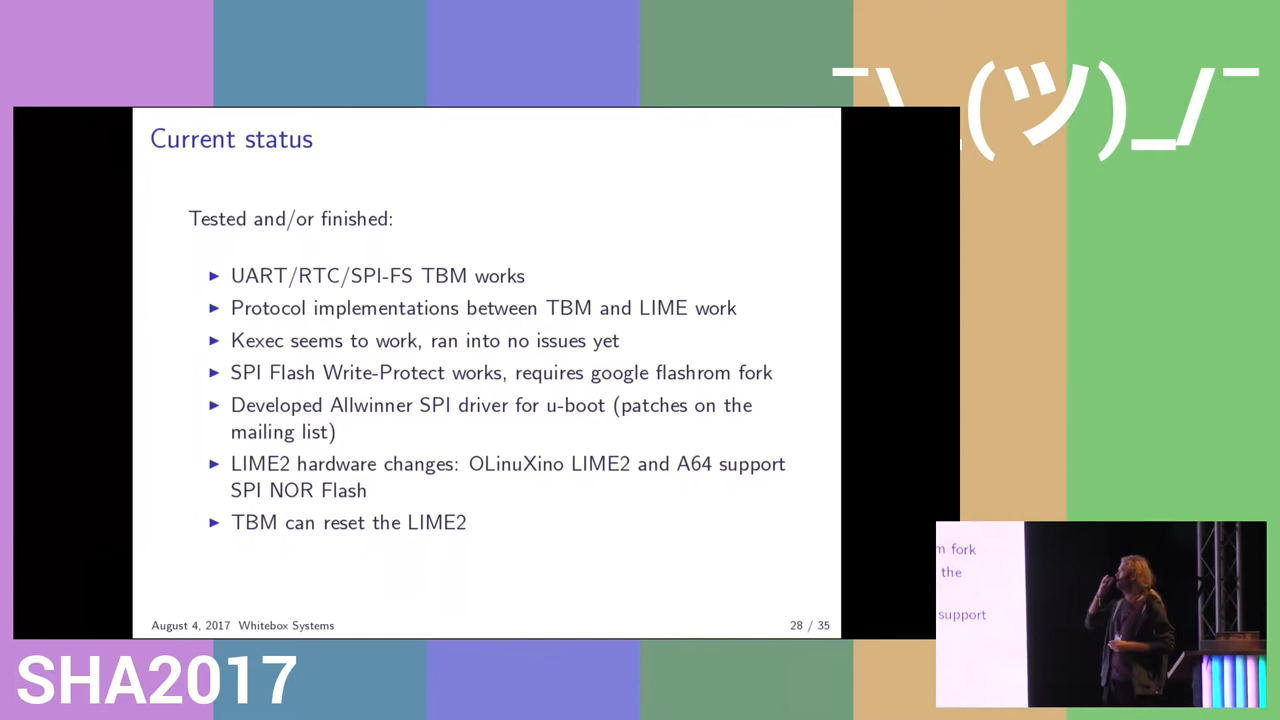 ¯\_(ツ)_/¯
Current status
Tested and/or finished:
▶ UART/RTC/SPI-FS TBM works
▶ Protocol implementations between TBM and LIME work
▶ Kexec seems to work, ran into no issues yet
▶ SPI Flash Write-Protect works, requires google flashrom fork
▶ Developed Allwinner SPI driver for u-boot (patches on the
mailing list)
▶ LIME2 hardware changes: OLinuXino LIME2 and A64 support
SPI NOR Flash
▶ TBM can reset the LIME2
August 4, 2017 Whitebox Systems
28 / 35
fork
the
support
SHA2017